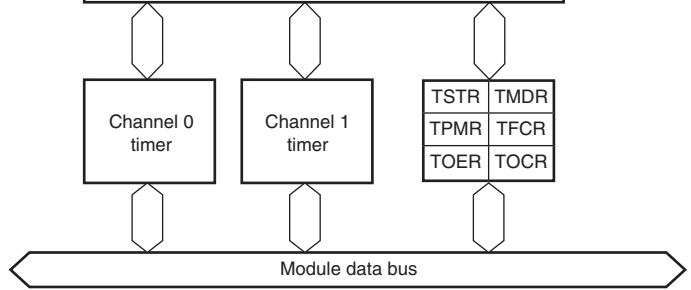 Channel 0
timer
Channel 1
timer
TSTR TMDR
TPMR TFCR
TOER TOCR
Module data bus